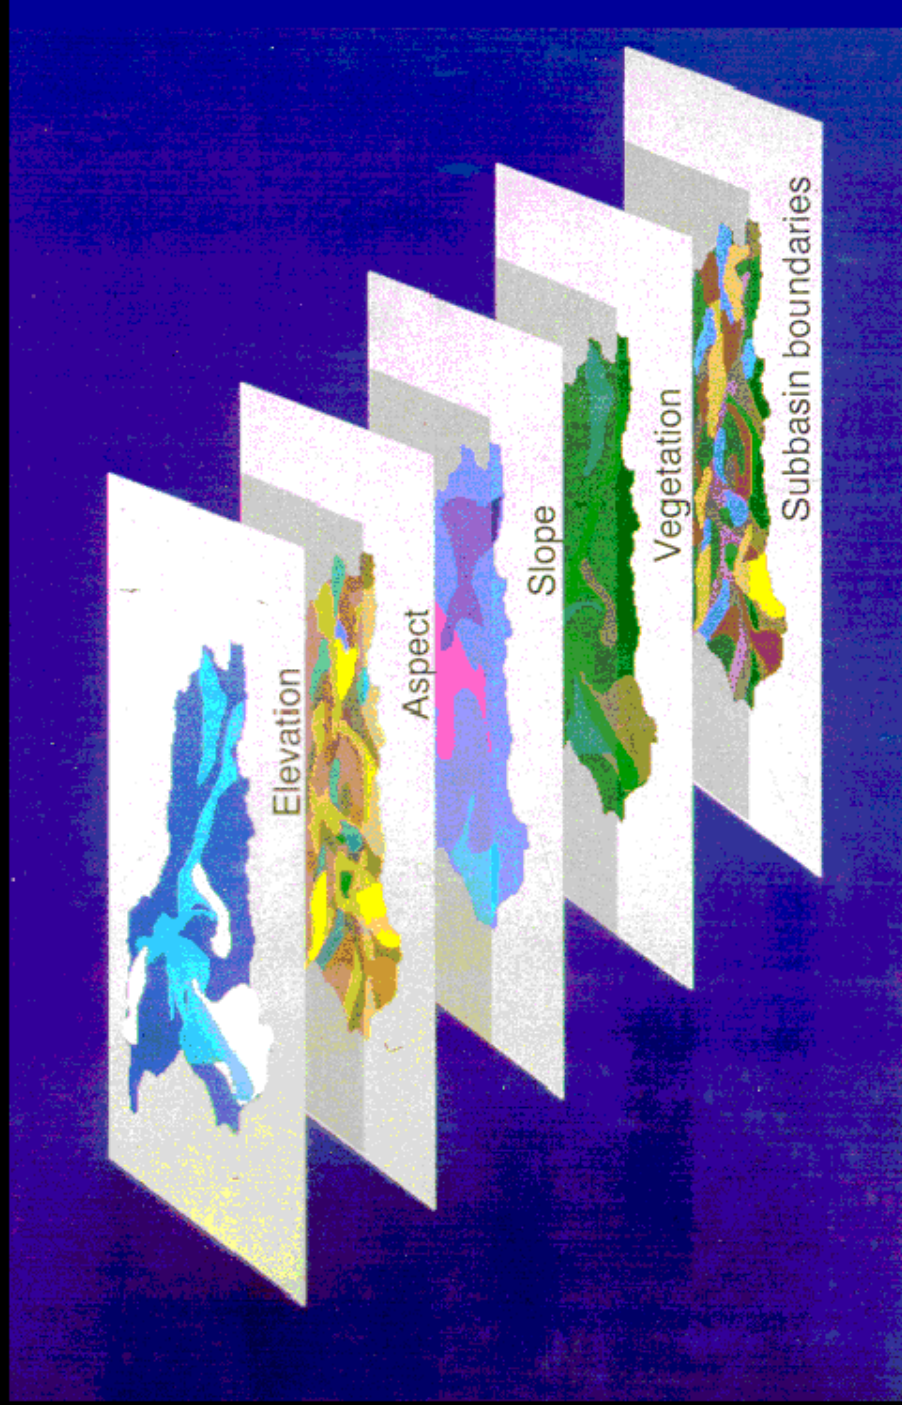 Elevation
Aspect
Slope
Vegetation
Subbasin boundaries